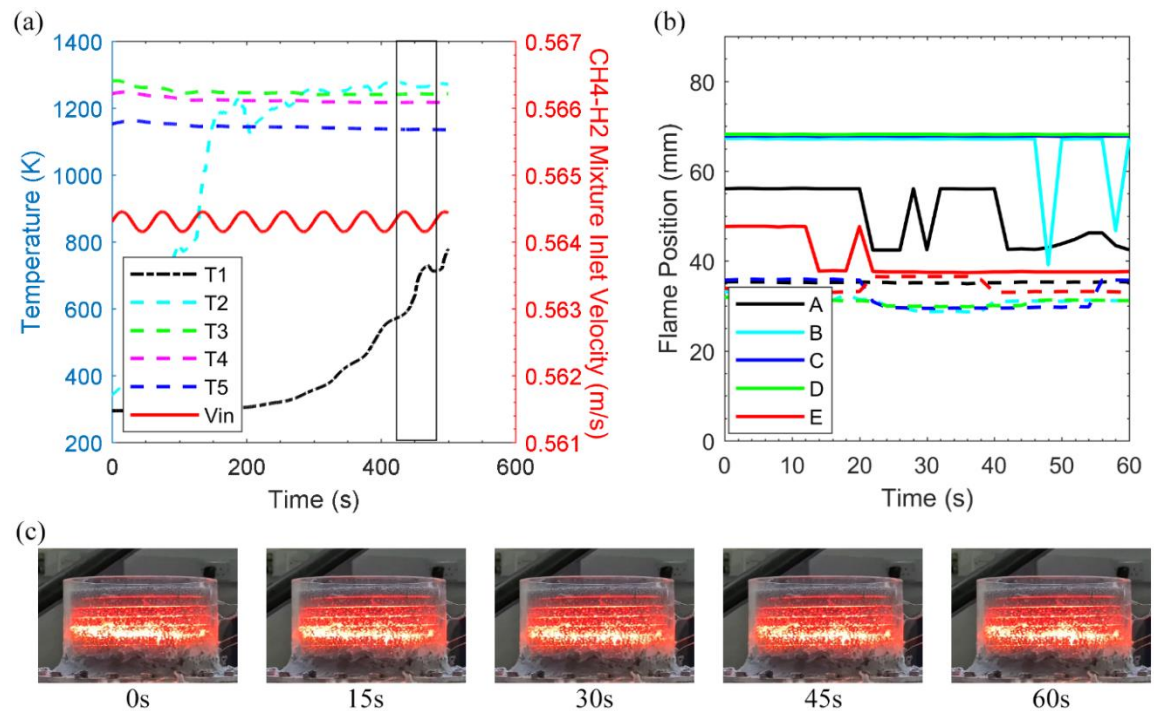 (a)
1400
1200
1000
800
600
400
200
Temperature (K)
T1
T2
T3
T4
T5
Vin
0
200
400
600
Time (s)
0.567
0.566
0.565
0.564
0.563
0.562
0.561
CH4-H2 Mixture Inlet Velocity (m/s)
(b)
80
60
40
20
0
Flame Position (mm)
A
B
C
D
E
0
10
20
30
40
50
60
Time (s)
(c)
0s
15s
30s
45s
60s